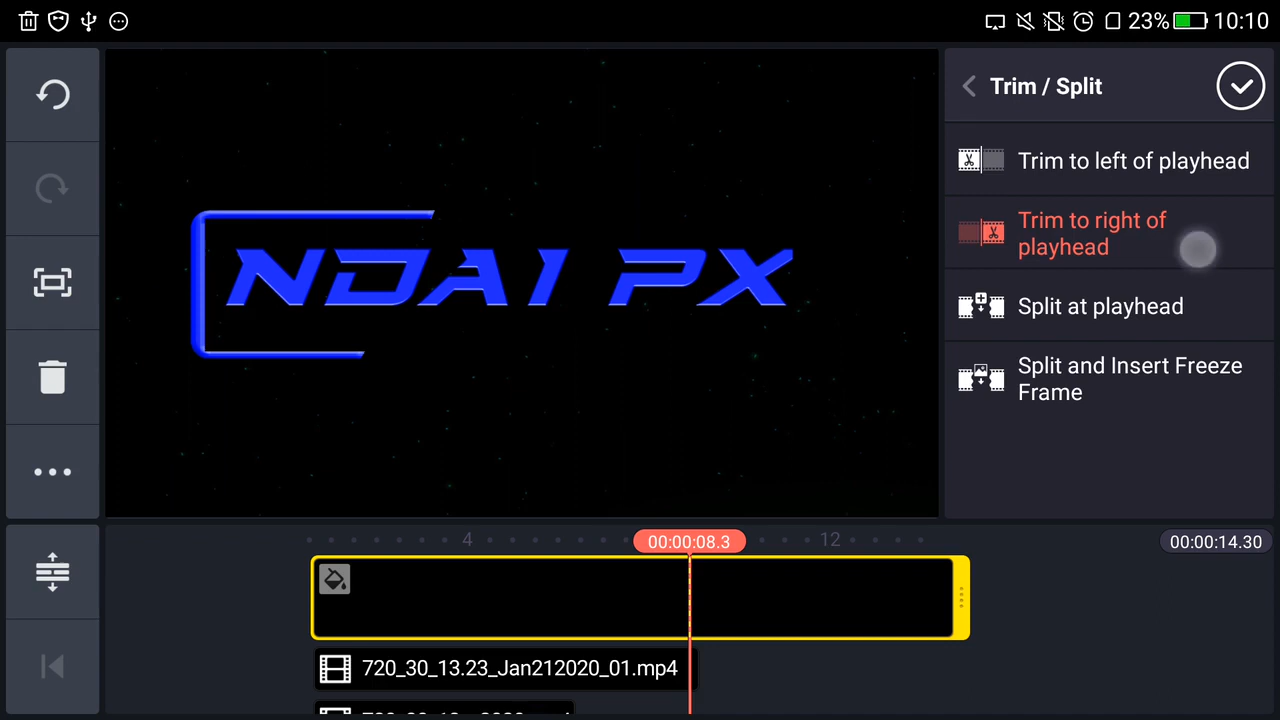 23% 10:10
Trim / Split
Trim to left of playhead
Trim to right of
playhead
Split at playhead
Split and Insert Freeze
Frame
NDAI PX
4
00:00:08.3
12
00:00:14.30
720_30_13.23_Jan212020_01.mp4